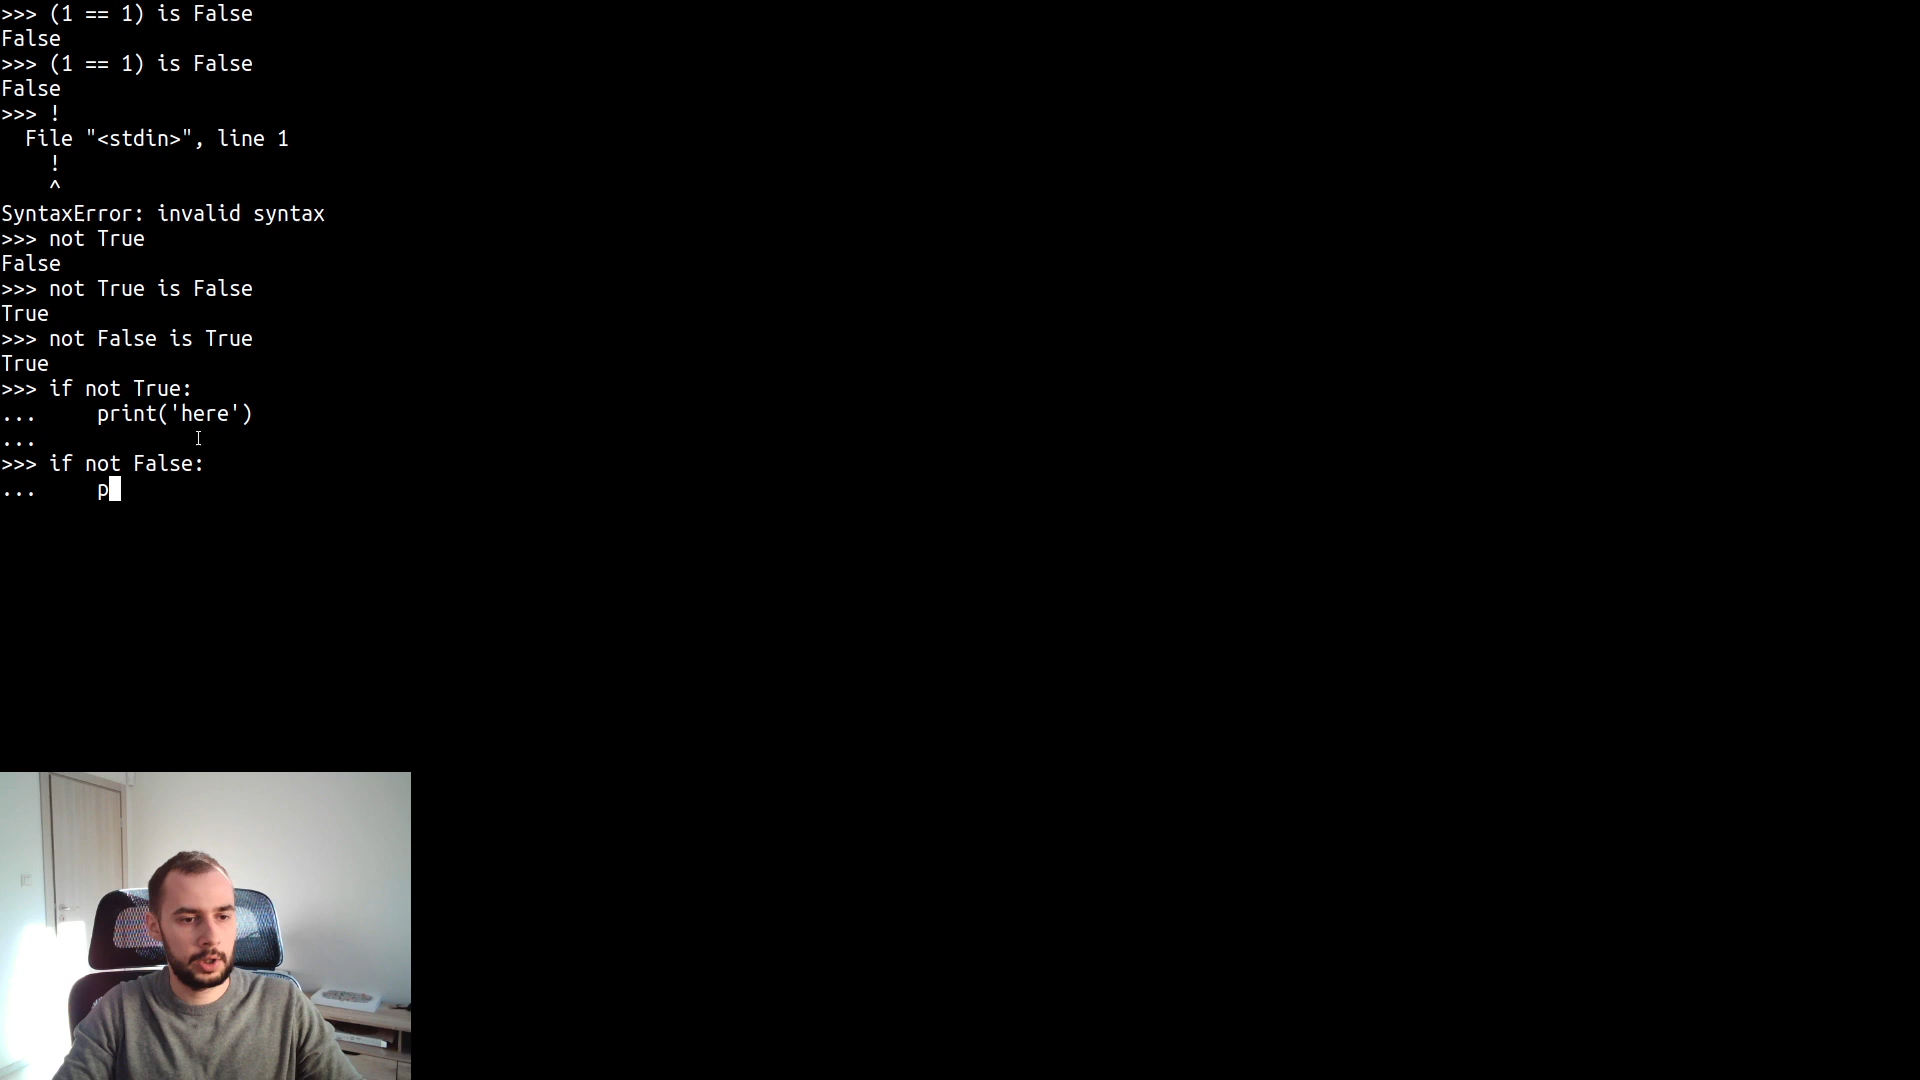 >>> (1 == 1) is False
False
>>> (1 == 1) is False
False
>>> !
  File "<stdin>", line 1
    !
    ^
SyntaxError: invalid syntax
>>> not True
False
>>> not True is False
True
>>> not False is True
True
>>> if not True:
...     print('here')
...
>>> if not False:
...     p